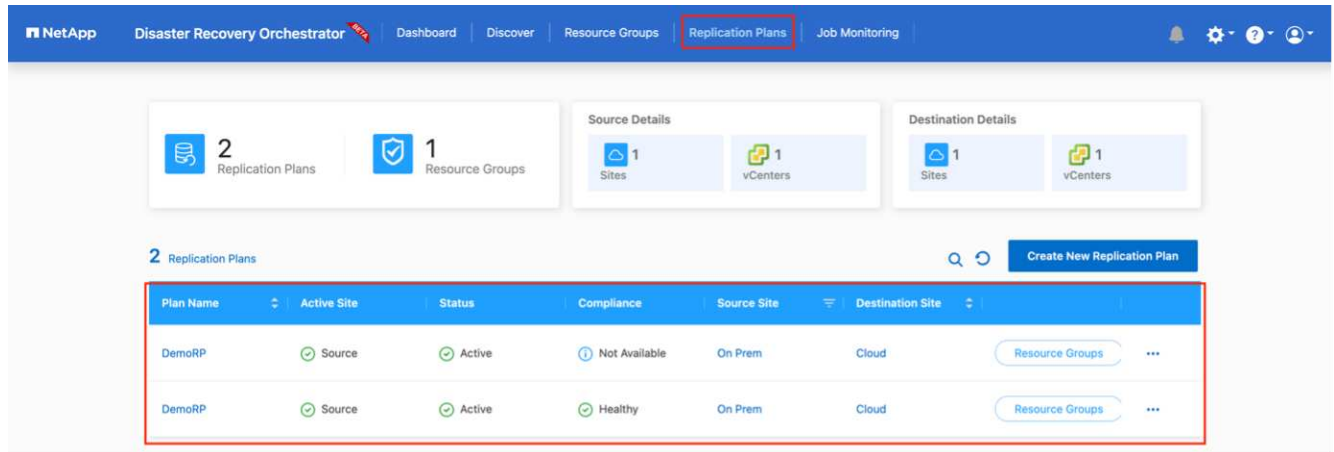 NetApp Disaster Recovery Orchestrator BETA Dashboard Discover Resource Groups Replication Plans Job Monitoring
2
Replication Plans
1
Resource Groups
Source Details
1
Sites
1
vCenters
Destination Details
1
Sites
1
vCenters
2 Replication Plans
Create New Replication Plan
Plan Name Active Site Status Compliance Source Site Destination Site
DemoRP Source Active Not Available On Prem Cloud Resource Groups
DemoRP Source Active Healthy On Prem Cloud Resource Groups